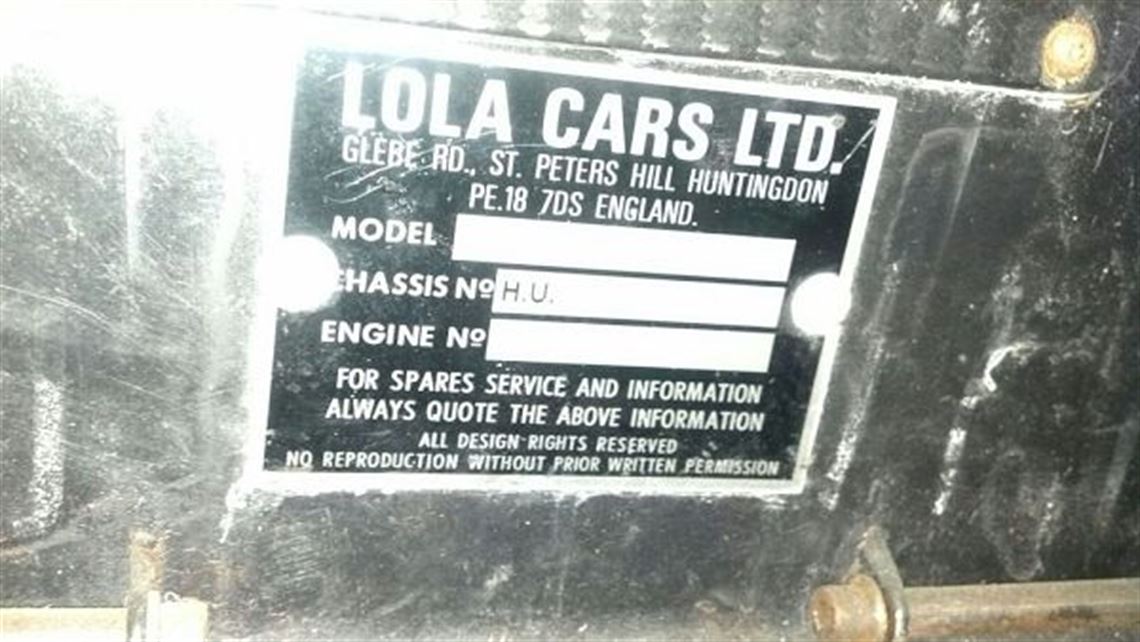 LOLA CARS LTD.
GLEBE RD., ST. PETERS HILL HUNTINGDON
PE.18 7DS ENGLAND.
MODEL
CHASSIS Nº H.U.
ENGINE Nº
FOR SPARES SERVICE AND INFORMATION
ALWAYS QUOTE THE ABOVE INFORMATION
ALL DESIGN RIGHTS RESERVED
NO REPRODUCTION WITHOUT PRIOR WRITTEN PERMISSION